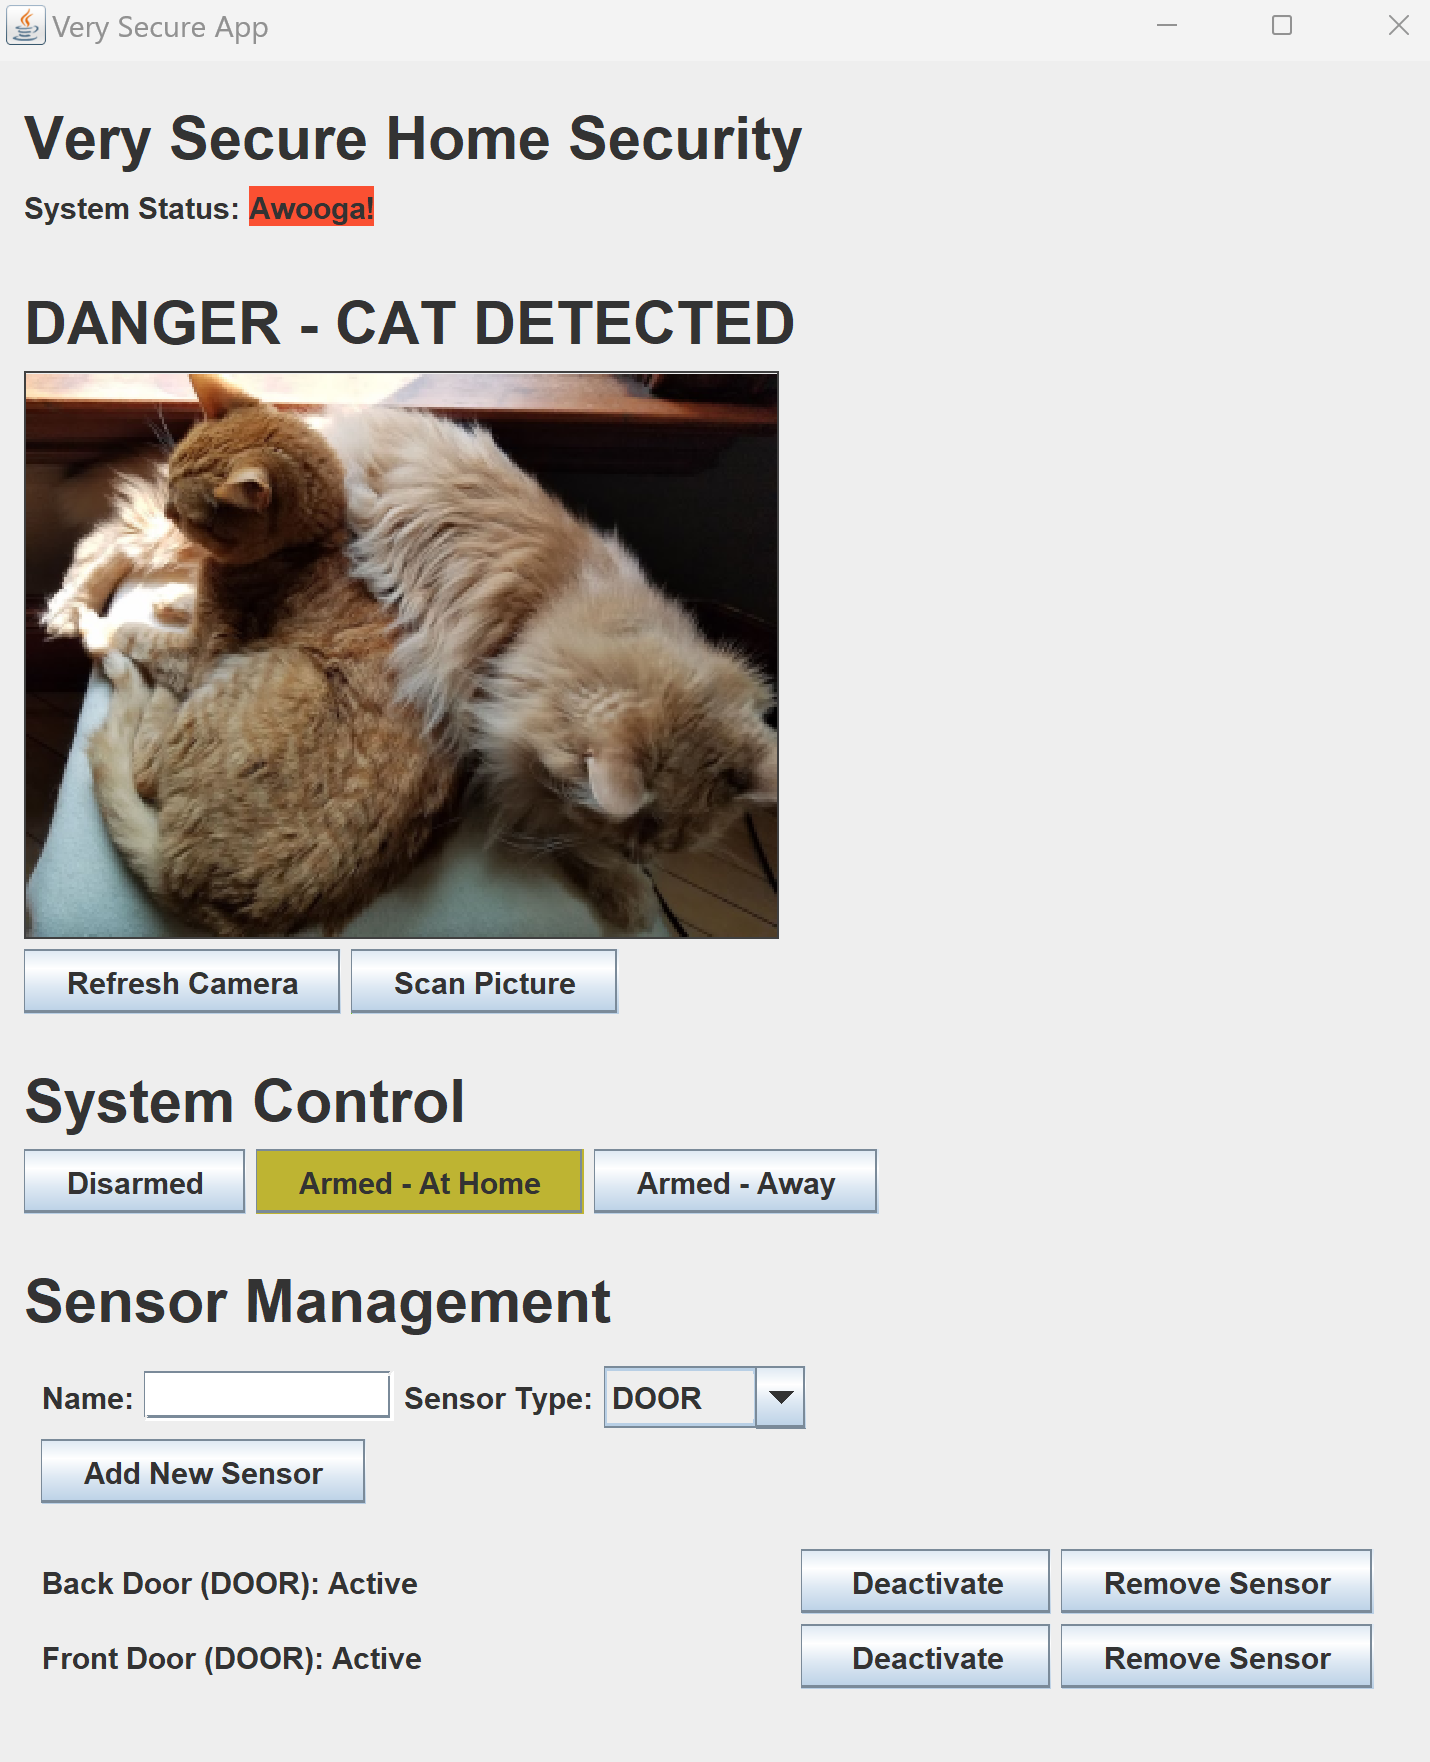 Very Secure App
Very Secure Home Security
System Status: Awooga!
DANGER - CAT DETECTED
Refresh Camera Scan Picture
System Control
Disarmed Armed - At Home Armed - Away
Sensor Management
Name: Sensor Type: DOOR
Add New Sensor
Back Door (DOOR): Active Deactivate Remove Sensor
Front Door (DOOR): Active Deactivate Remove Sensor